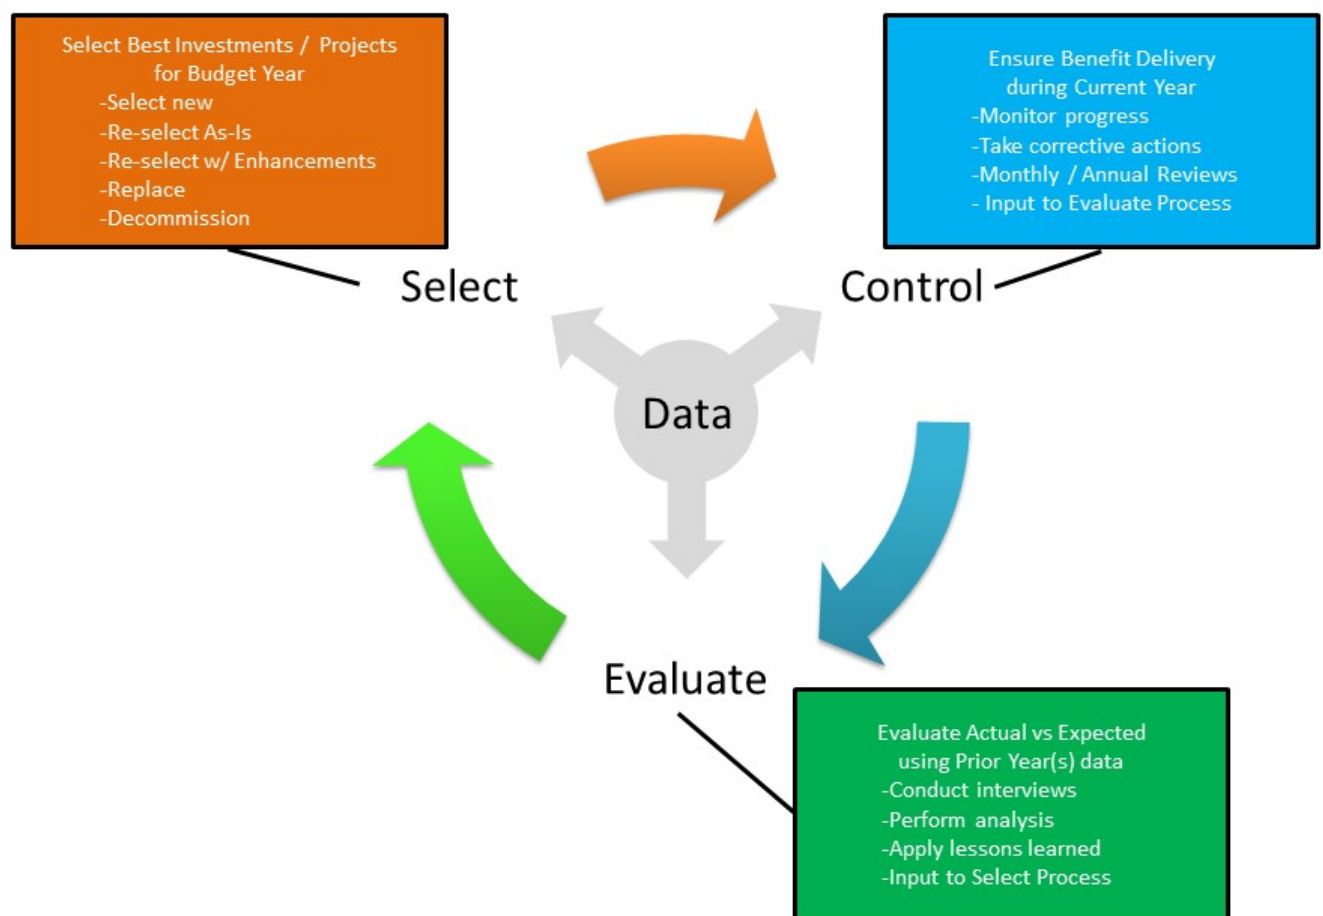 Select Best Investments / Projects
for Budget Year
-Select new
-Re-select As-Is
-Re-select w/ Enhancements
-Replace
-Decommission
Ensure Benefit Delivery
during Current Year
-Monitor progress
-Take corrective actions
-Monthly / Annual Reviews
- Input to Evaluate Process
Select
Control
Data
Evaluate
Evaluate Actual vs Expected
using Prior Year(s) data
-Conduct interviews
-Perform analysis
-Apply lessons learned
-Input to Select Process